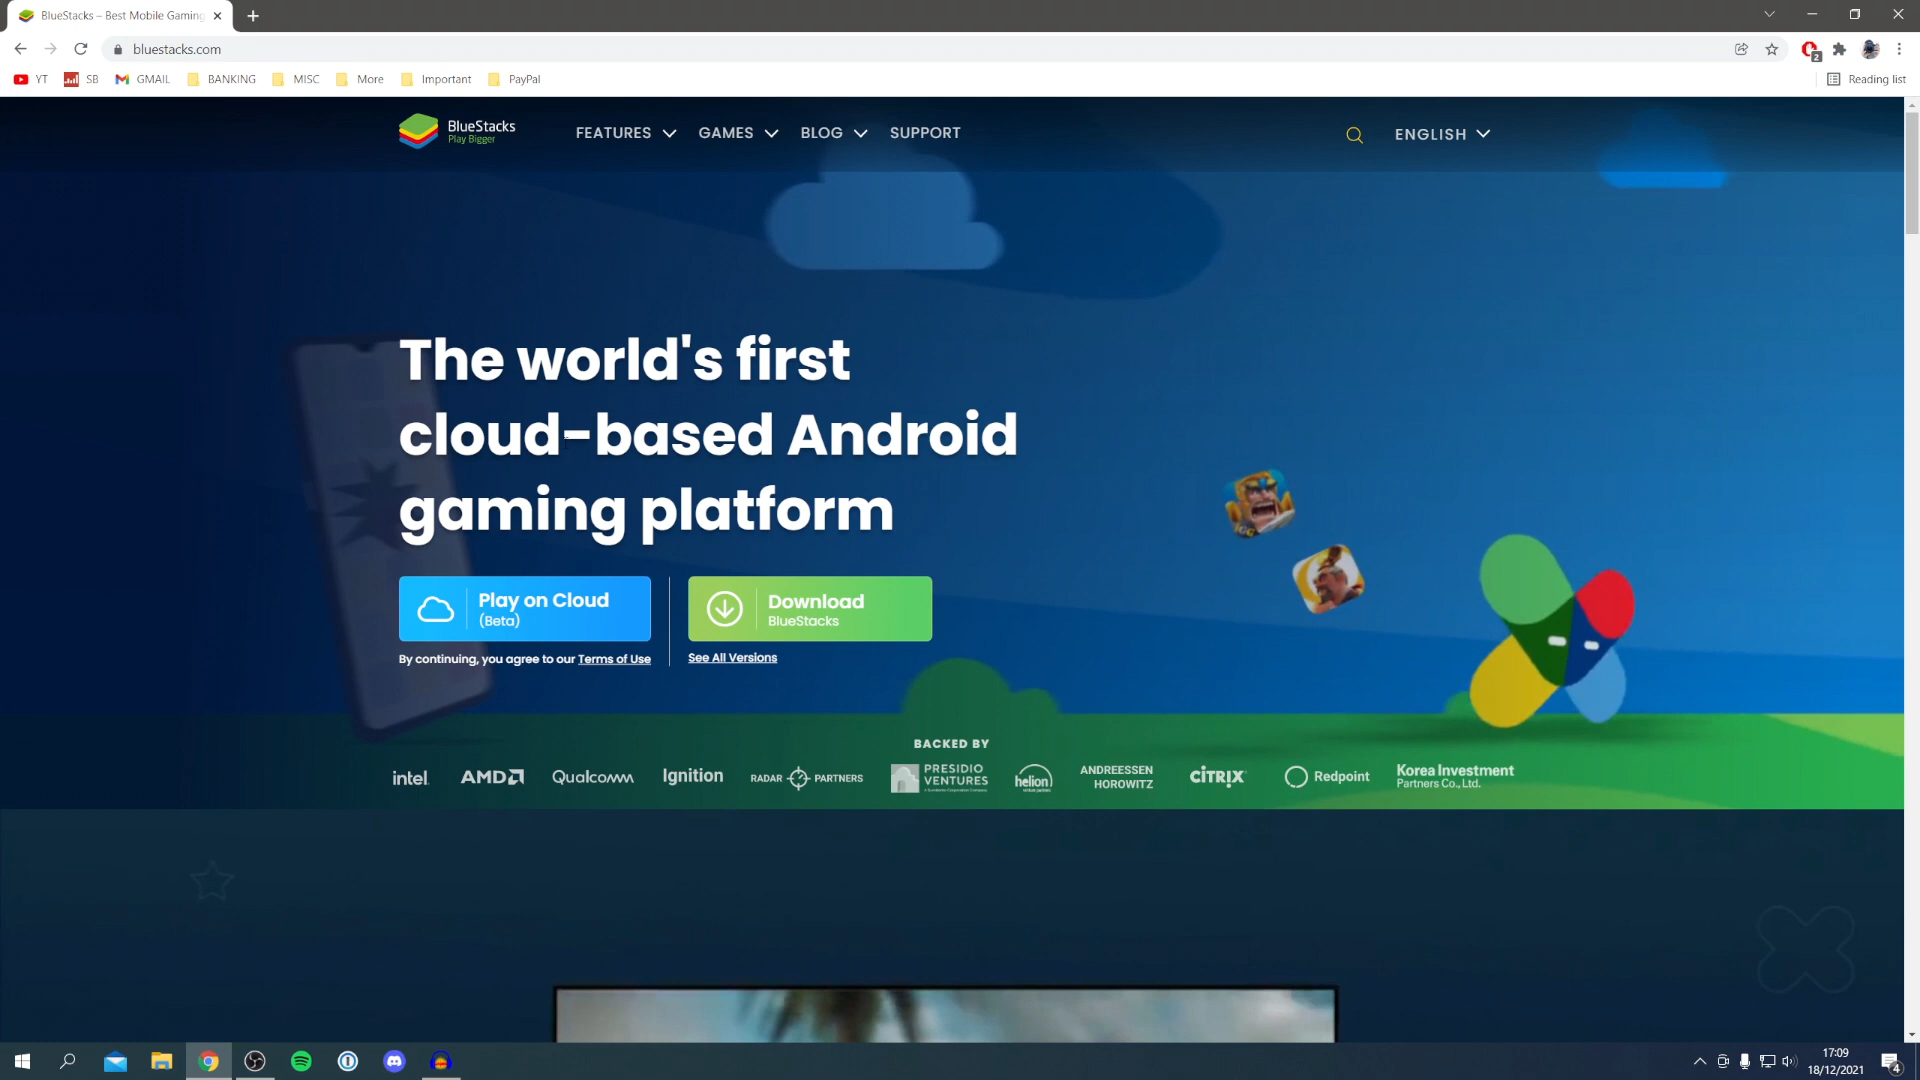 BlueStacks – Best Mobile Gaming
bluestacks.com
2
YT SB GMAIL BANKING MISC More Important PayPal Reading list
BlueStacks
Play Bigger
FEATURES GAMES BLOG SUPPORT ENGLISH
The world's first
cloud-based Android
gaming platform
Play on Cloud
(Beta)
Download
BlueStacks
By continuing, you agree to our Terms of Use
See All Versions
BACKED BY
intel.
AMD
Qualcomm
Ignition
RADAR PARTNERS
PRESIDIO
VENTURES
helion
ANDREESSEN
HOROWITZ
CITRIX
Redpoint
Korea Investment
Partners Co., Ltd.
17:09
18/12/2021
4